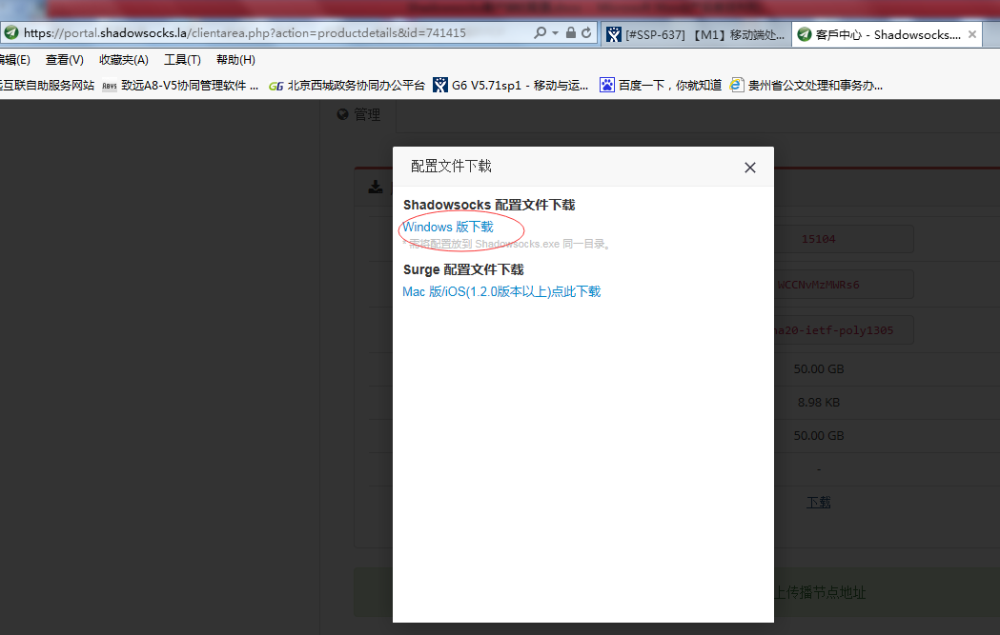 https://portal.shadowsocks.la/clientarea.php?action=productdetails&id=741415
[#SSP-637] 【M1】移动端处...
客戶中心 - Shadowsocks....
编辑(E) 查看(V) 收藏夹(A) 工具(T) 帮助(H)
互联自助服务网站 致远A8-V5协同管理软件 ... 北京西城政务协同办公平台 G6 V5.71sp1 - 移动与运... 百度一下，你就知道 贵州省公文处理和事务办...
管理
配置文件下载
Shadowsocks 配置文件下载
Windows 版下载
* 需将配置放到 Shadowsocks.exe 同一目录。
Surge 配置文件下载
Mac 版/iOS(1.2.0版本以上)点此下载
15104
WCCNvMzMWRs6
ha20-ietf-poly1305
50.00 GB
8.98 KB
50.00 GB
-
下载
上传播节点地址